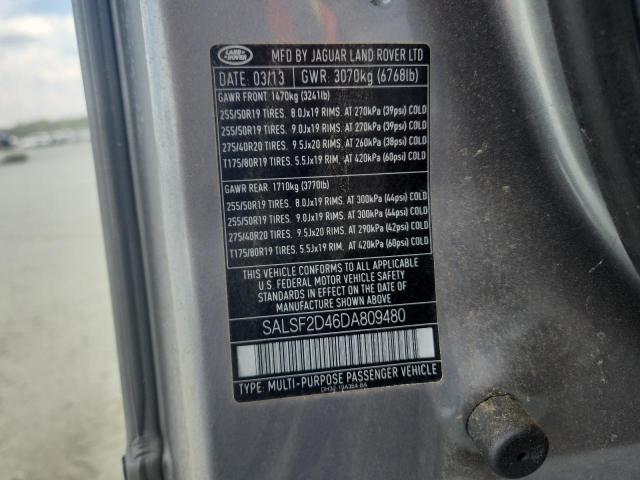 LAND ROVER
MFD BY JAGUAR LAND ROVER LTD
DATE: 03/13 GWR: 3070kg (6768lb)
GAWR FRONT: 1470kg (3241lb)
255/50R19 TIRES. 8.0Jx19 RIMS. AT 270kPa (39psi) COLD
255/50R19 TIRES. 9.0Jx19 RIMS. AT 270kPa (39psi) COLD
275/40R20 TIRES. 9.5Jx20 RIMS. AT 260kPa (38psi) COLD
T175/80R19 TIRES. 5.5Jx19 RIM. AT 420kPa (60psi) COLD
GAWR REAR: 1710kg (3770lb)
255/50R19 TIRES. 8.0Jx19 RIMS. AT 300kPa (44psi) COLD
255/50R19 TIRES. 9.0Jx19 RIMS. AT 300kPa (44psi) COLD
275/40R20 TIRES. 9.5Jx20 RIMS. AT 290kPa (42psi) COLD
T175/80R19 TIRES. 5.5Jx19 RIM. AT 420kPa (60psi) COLD
THIS VEHICLE CONFORMS TO ALL APPLICABLE
U.S. FEDERAL MOTOR VEHICLE SAFETY
STANDARDS IN EFFECT ON THE DATE OF
MANUFACTURE SHOWN ABOVE.
SALSF2D46DA809480
TYPE: MULTI-PURPOSE PASSENGER VEHICLE